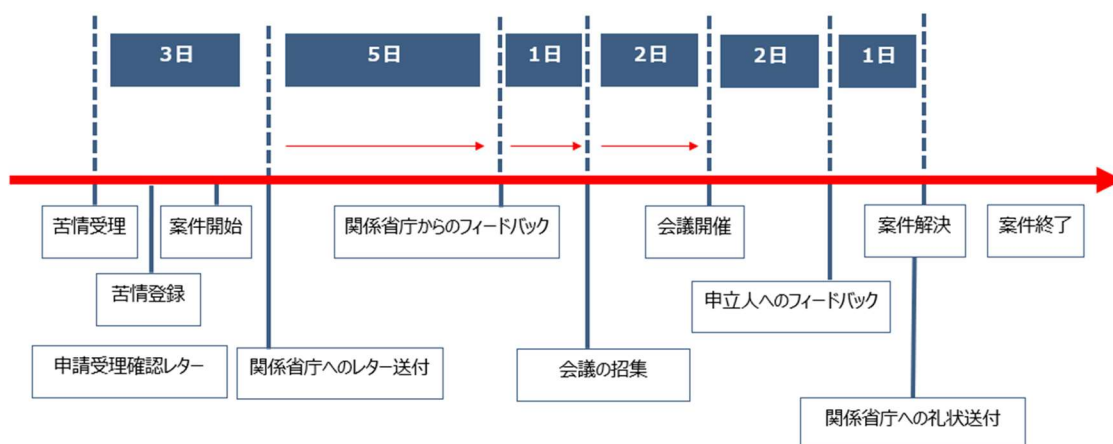 3日
5日
1日
2日
2日
1日
苦情受理
案件開始
関係省庁からのフィードバック
会議開催
案件解決
案件終了
苦情登録
申立人へのフィードバック
申請受理確認レター
関係省庁へのレター送付
会議の招集
関係省庁への礼状送付